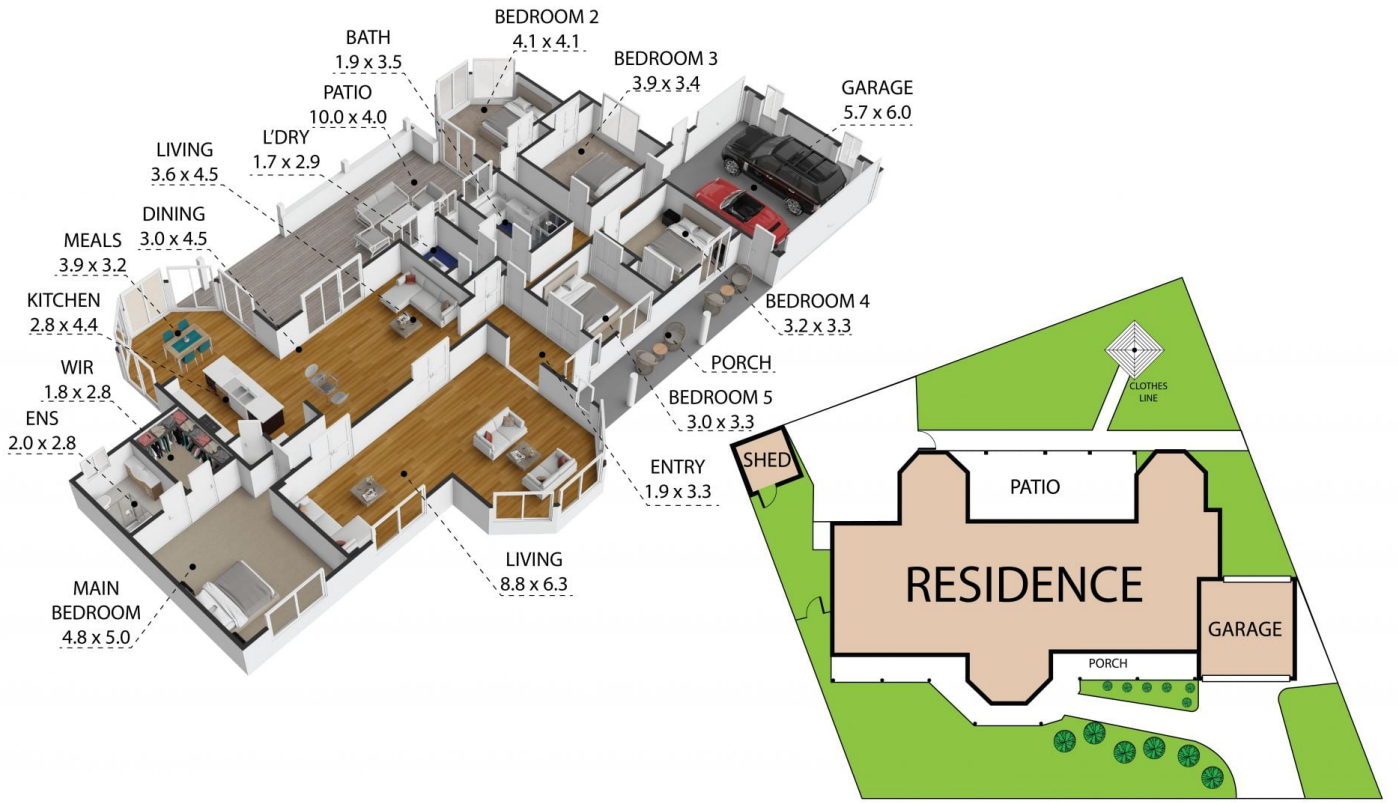 BEDROOM 2
4.1 x 4.1
BATH
1.9 x 3.5
BEDROOM 3
3.9 x 3.4
PATIO
10.0 x 4.0
GARAGE
5.7 x 6.0
L'DRY
1.7 x 2.9
LIVING
3.6 x 4.5
DINING
3.0 x 4.5
MEALS
3.9 x 3.2
KITCHEN
2.8 x 4.4
WIR
1.8 x 2.8
ENS
2.0 x 2.8
BEDROOM 4
3.2 x 3.3
PORCH
BEDROOM 5
3.0 x 3.3
ENTRY
1.9 x 3.3
LIVING
8.8 x 6.3
MAIN
BEDROOM
4.8 x 5.0
CLOTHES
LINE
SHED
PATIO
RESIDENCE
GARAGE
PORCH